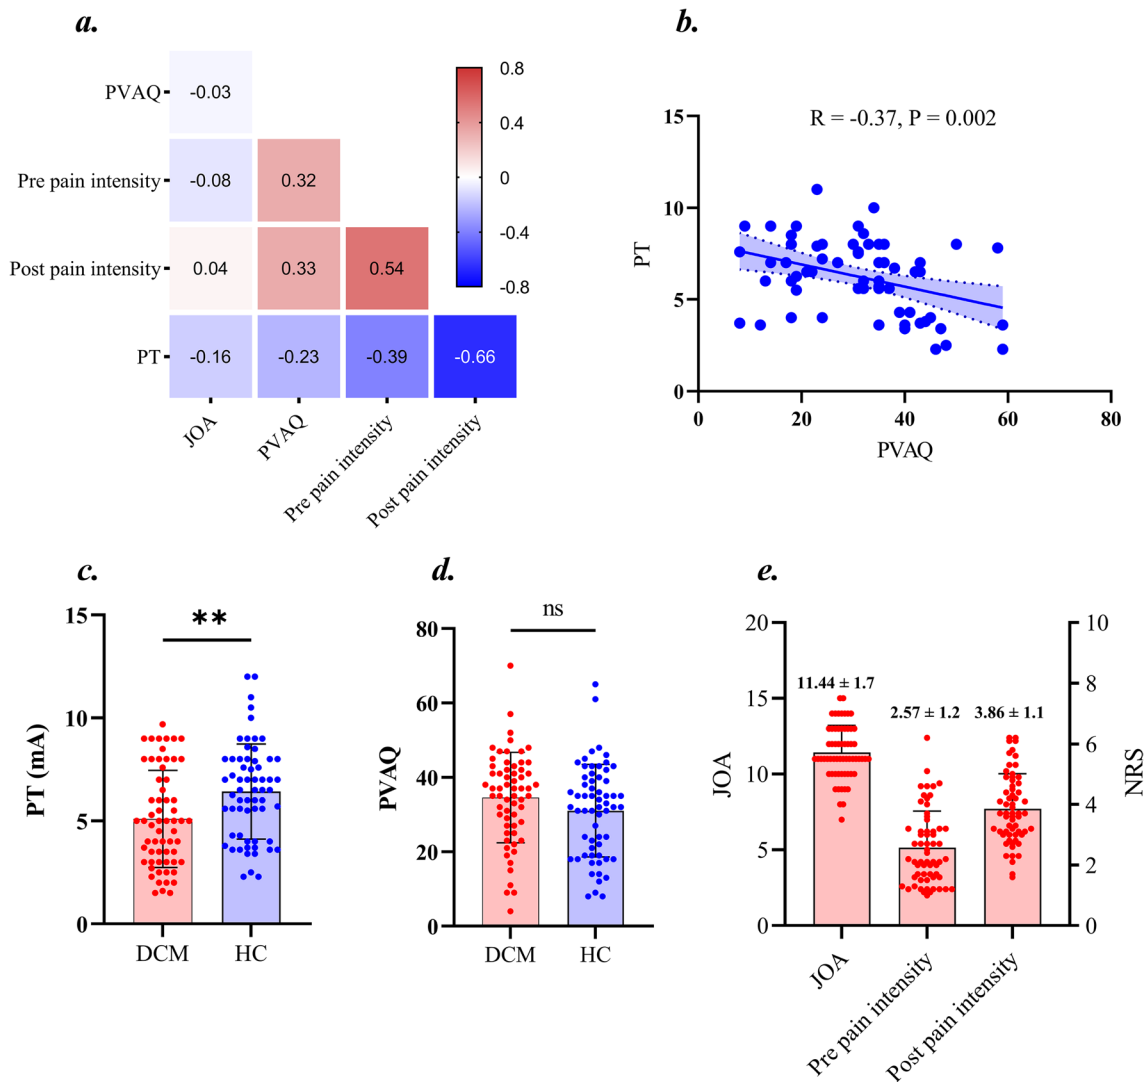 a.
PVAQ
Pre pain intensity
Post pain intensity
PT
-0.03
-0.08 0.32
0.04 0.33 0.54
-0.16 -0.23 -0.39 -0.66
JOA PVAQ Pre pain intensity Post pain intensity
0.8
0.4
0
-0.4
-0.8
b.
R = -0.37, P = 0.002
15
10
5
0
PT
0 20 40 60 80
PVAQ
c.
**
15
10
5
0
PT (mA)
DCM HC
d.
ns
80
60
40
20
0
PVAQ
DCM HC
e.
20
15
10
5
0
JOA
11.44 ± 1.7
2.57 ± 1.2 3.86 ± 1.1
10
8
6
4
2
0
NRS
JOA Pre pain intensity Post pain intensity